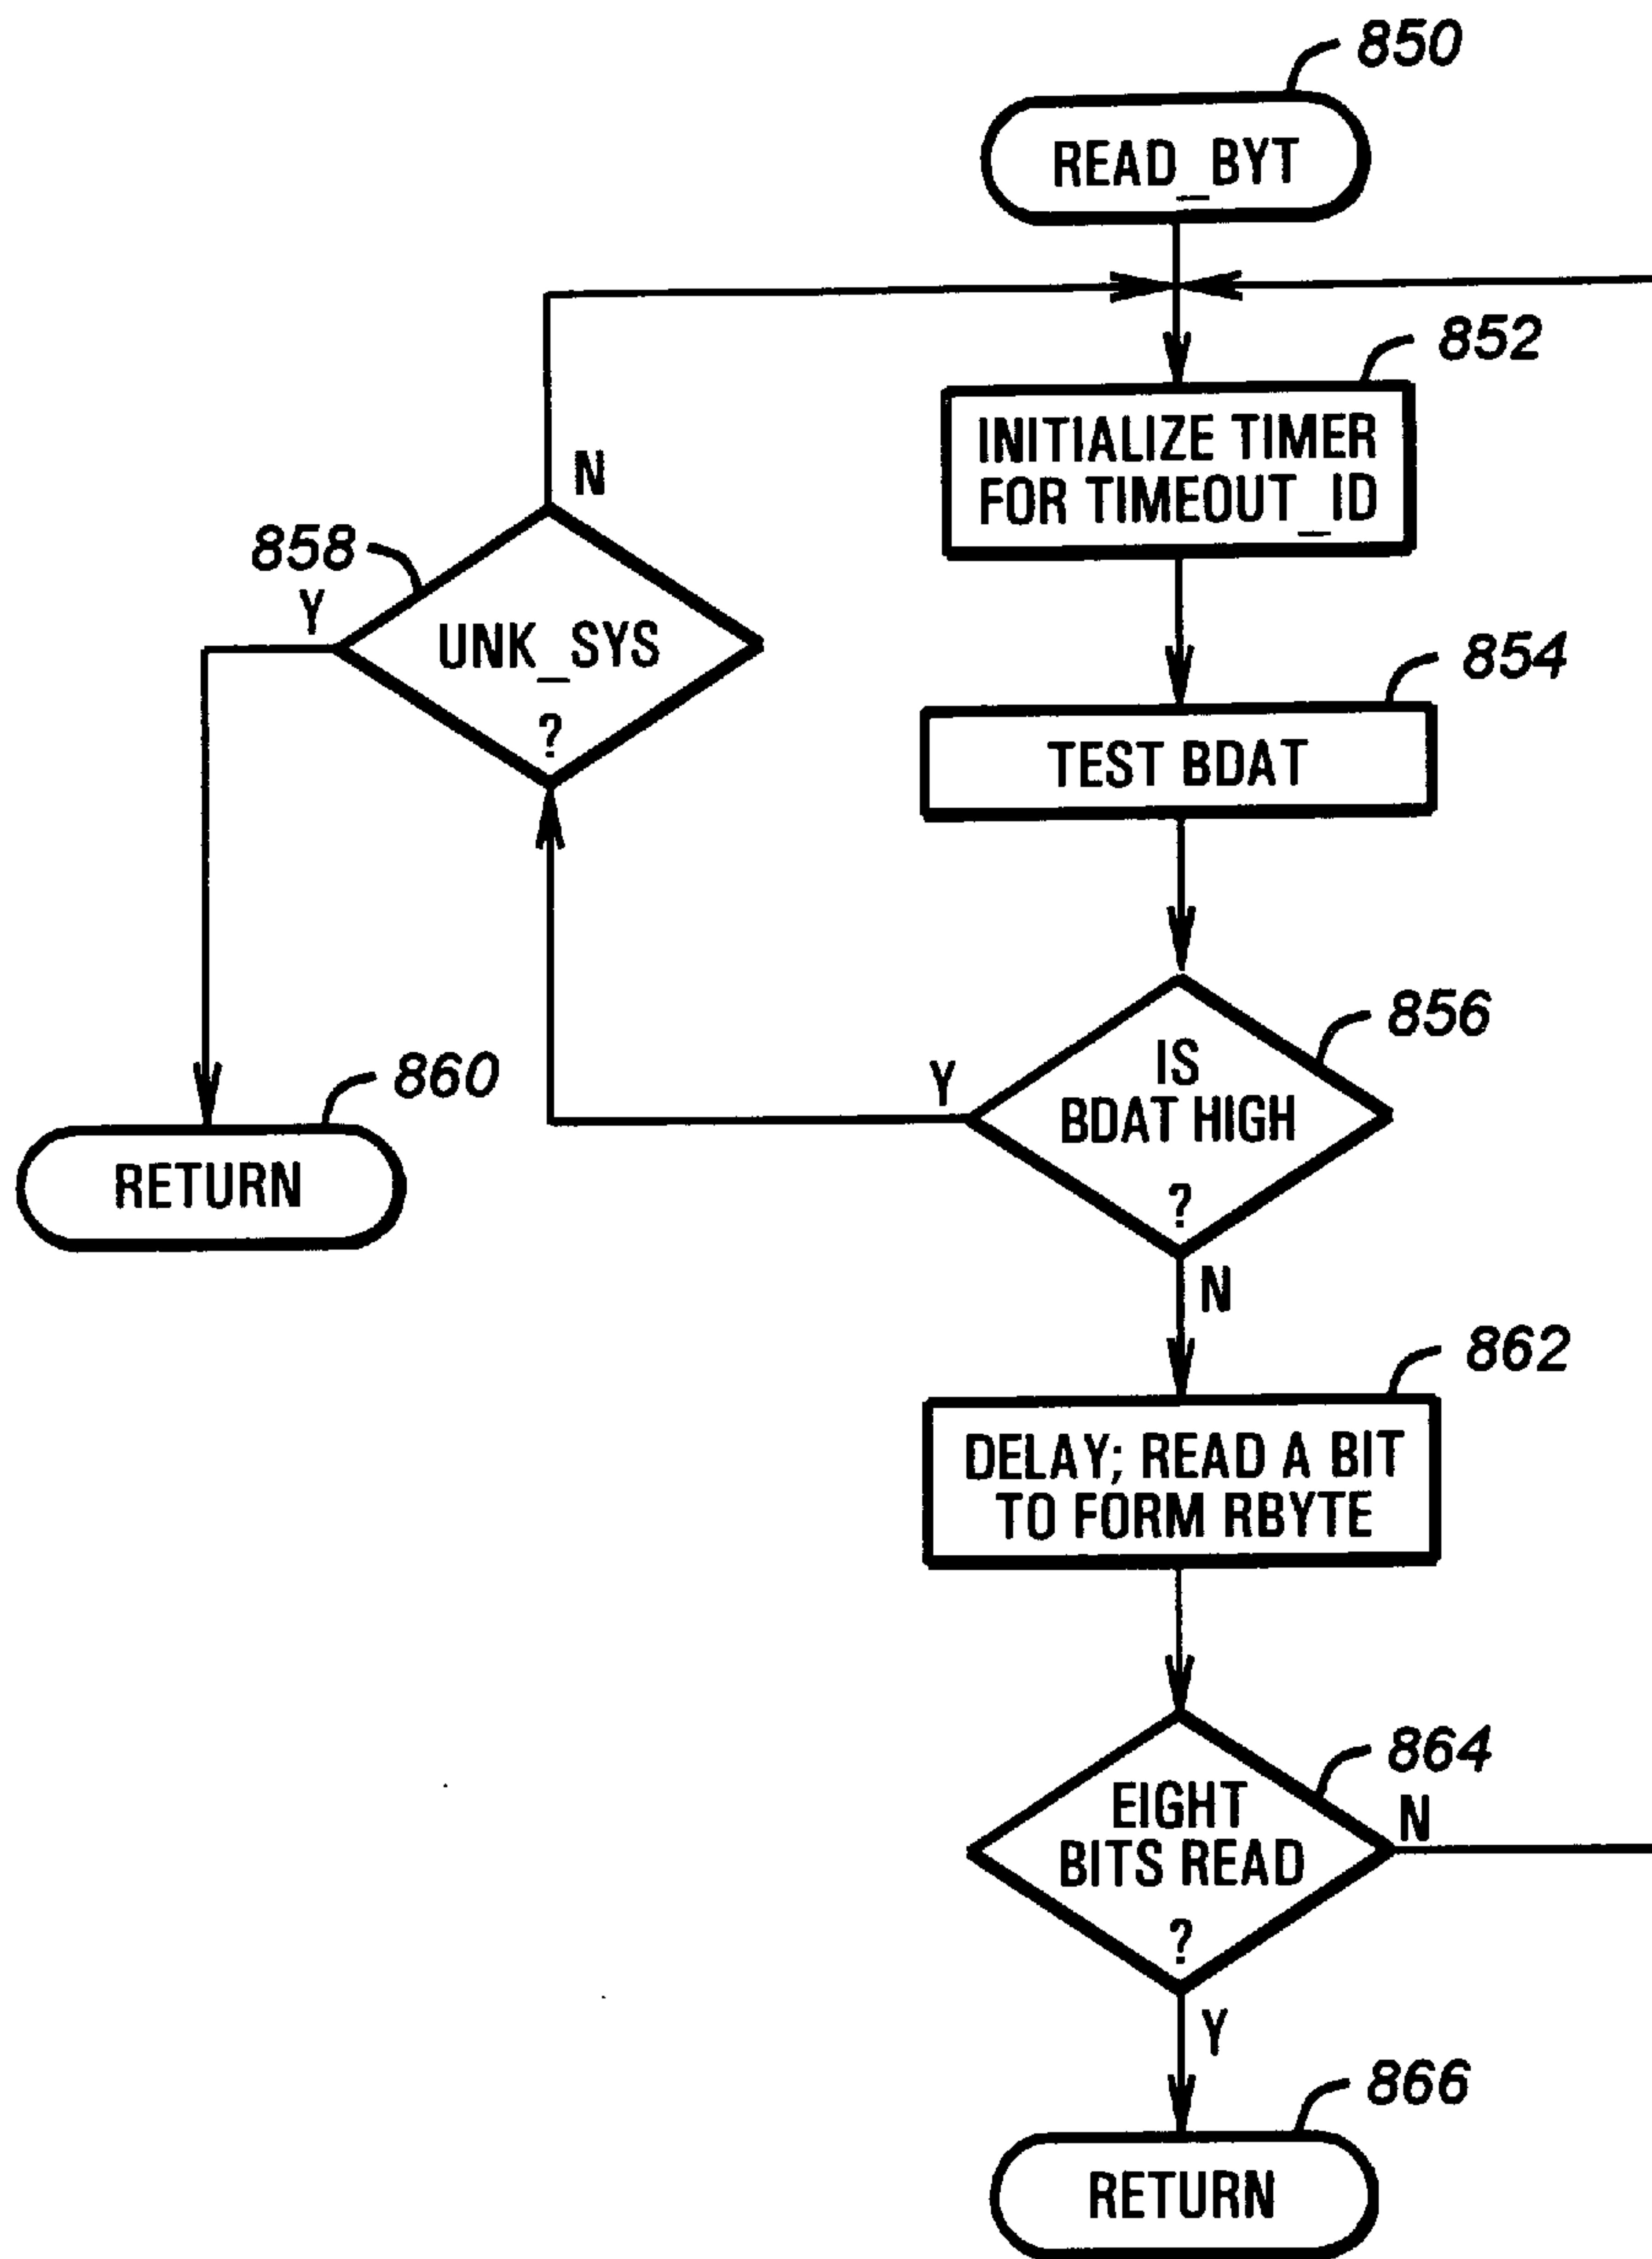 850
READ_BYT
852
INITIALIZE TIMER
FOR TIMEOUT_ID
N
858
Y
UNK_SYS
?
854
TEST BDAT
856
IS
BDAT HIGH
?
Y
N
860
RETURN
862
DELAY; READ A BIT
TO FORM RBYTE
864
EIGHT
BITS READ
?
N
Y
866
RETURN